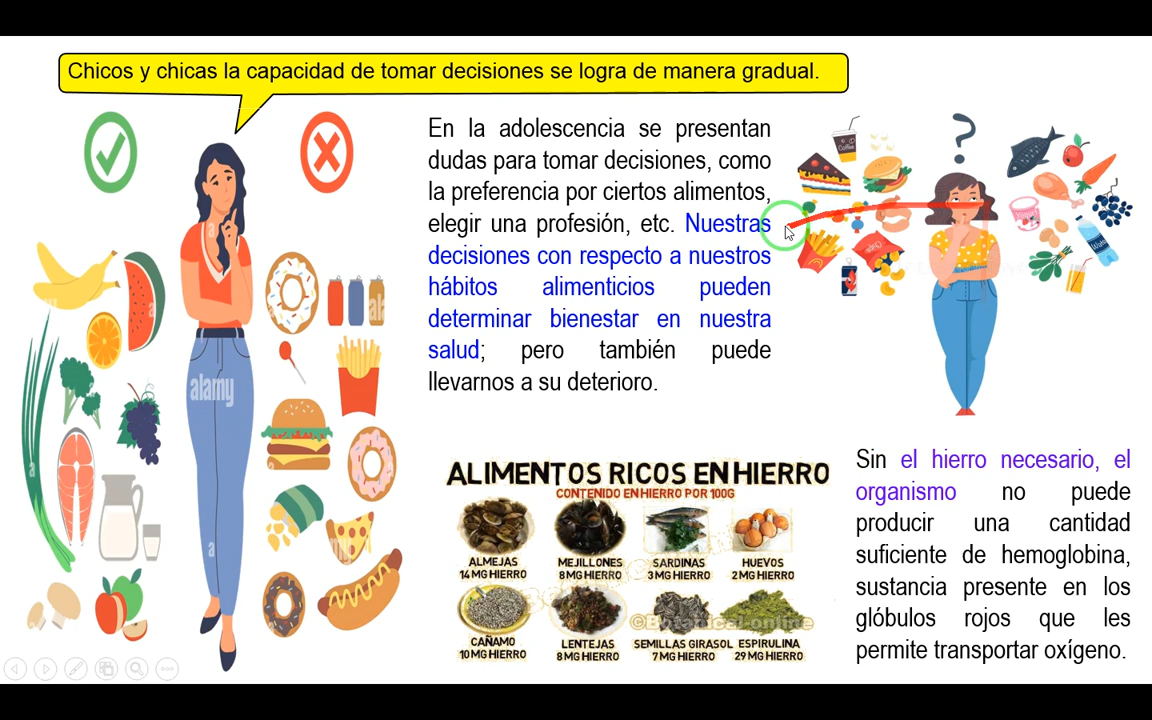 Chicos y chicas la capacidad de tomar decisiones se logra de manera gradual.
En la adolescencia se presentan
dudas para tomar decisiones, como
la preferencia por ciertos alimentos,
elegir una profesión, etc. Nuestras
decisiones con respecto a nuestros
hábitos alimenticios pueden
determinar bienestar en nuestra
salud; pero también puede
llevarnos a su deterioro.
alamy
Coffee
?
ALIMENTOS RICOS EN HIERRO
CONTENIDO EN HIERRO POR 100G
ALMEJAS
14 MG HIERRO
MEJILLONES
8 MG HIERRO
SARDINAS
3 MG HIERRO
HUEVOS
2 MG HIERRO
CAÑAMO
10 MG HIERRO
LENTEJAS
8 MG HIERRO
SEMILLAS GIRASOL
7 MG HIERRO
ESPIRULINA
29 MG HIERRO
©Botanical-online
Sin el hierro necesario, el
organismo no puede
producir una cantidad
suficiente de hemoglobina,
sustancia presente en los
glóbulos rojos que les
permite transportar oxígeno.